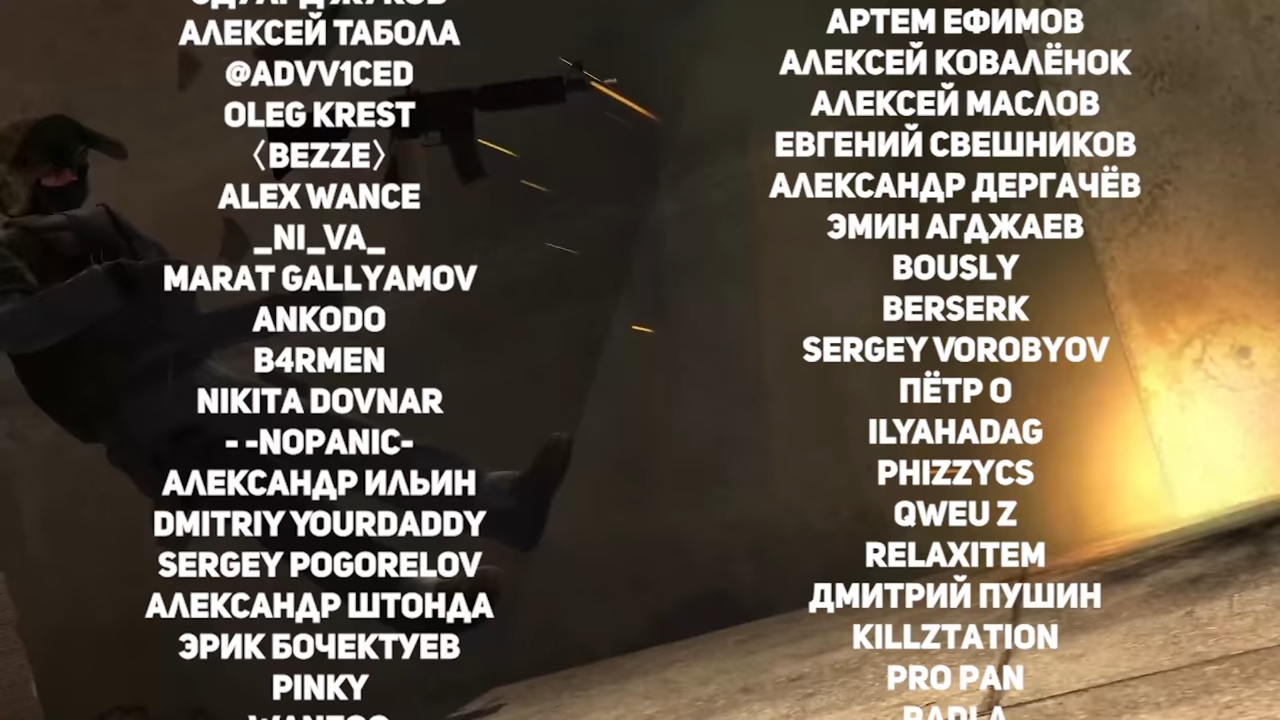 АЛЕКСЕЙ ТАБОЛА
@ADVV1CED
OLEG KREST
〈BEZZE〉
ALEX WANCE
_NI_VA_
MARAT GALLYAMOV
ANKODO
B4RMEN
NIKITA DOVNAR
- -NOPANIC-
АЛЕКСАНДР ИЛЬИН
DMITRIY YOURDADDY
SERGEY POGORELOV
АЛЕКСАНДР ШТОНДА
ЭРИК БОЧЕКТУЕВ
PINKY
АРТЕМ ЕФИМОВ
АЛЕКСЕЙ КОВАЛЁНОК
АЛЕКСЕЙ МАСЛОВ
ЕВГЕНИЙ СВЕШНИКОВ
АЛЕКСАНДР ДЕРГАЧЁВ
ЭМИН АГДЖАЕВ
BOUSLY
BERSERK
SERGEY VOROBYOV
ПЁТР О
ILYAHADAG
PHIZZYCS
QWEU Z
RELAXITEM
ДМИТРИЙ ПУШИН
KILLZTATION
PRO PAN